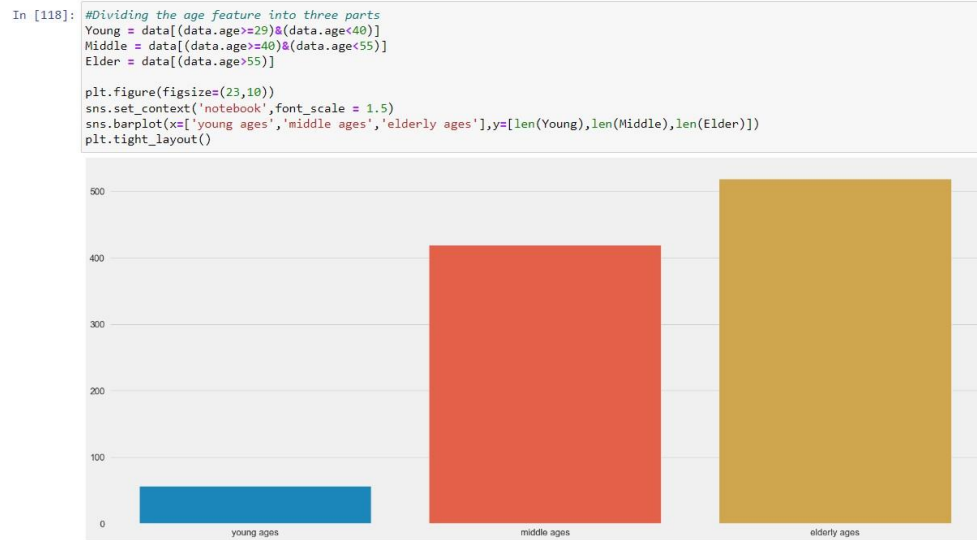 In [118]: #Dividing the age feature into three parts
Young = data[(data.age>=29)&(data.age<40)]
Middle = data[(data.age>=40)&(data.age<55)]
Elder = data[(data.age>55)]
plt.figure(figsize=(23,10))
sns.set_context('notebook',font_scale = 1.5)
sns.barplot(x=['young ages','middle ages','elderly ages'],y=[len(Young),len(Middle),len(Elder)])
plt.tight_layout()
500
400
300
200
100
0
young ages middle ages elderly ages